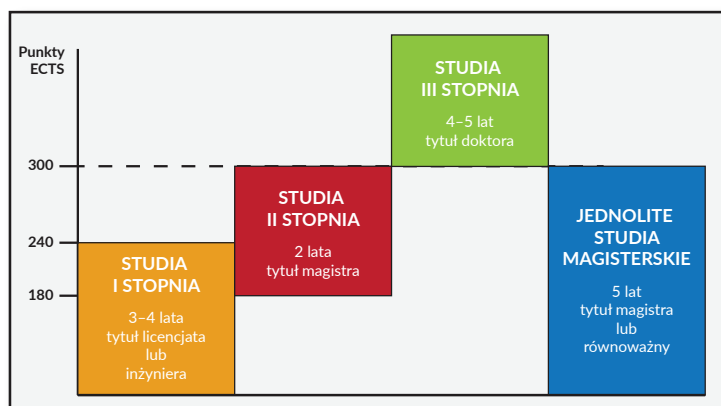 Punkty
ECTS
300
240
180
STUDIA
I STOPNIA
3–4 lata
tytuł licencjata
lub
inżyniera
STUDIA
II STOPNIA
2 lata
tytuł magistra
STUDIA
III STOPNIA
4–5 lat
tytuł doktora
JEDNOLITE
STUDIA
MAGISTERSKIE
5 lat
tytuł magistra
lub
równoważny